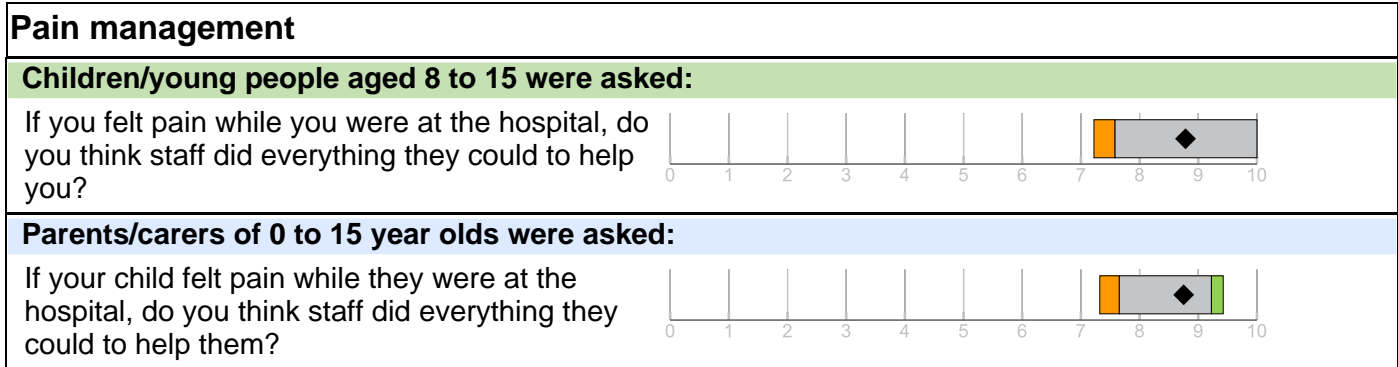 Pain management
Children/young people aged 8 to 15 were asked:
If you felt pain while you were at the hospital, do
you think staff did everything they could to help
you?
0 1 2 3 4 5 6 7 8 9 10
Parents/carers of 0 to 15 year olds were asked:
If your child felt pain while they were at the
hospital, do you think staff did everything they
could to help them?
0 1 2 3 4 5 6 7 8 9 10